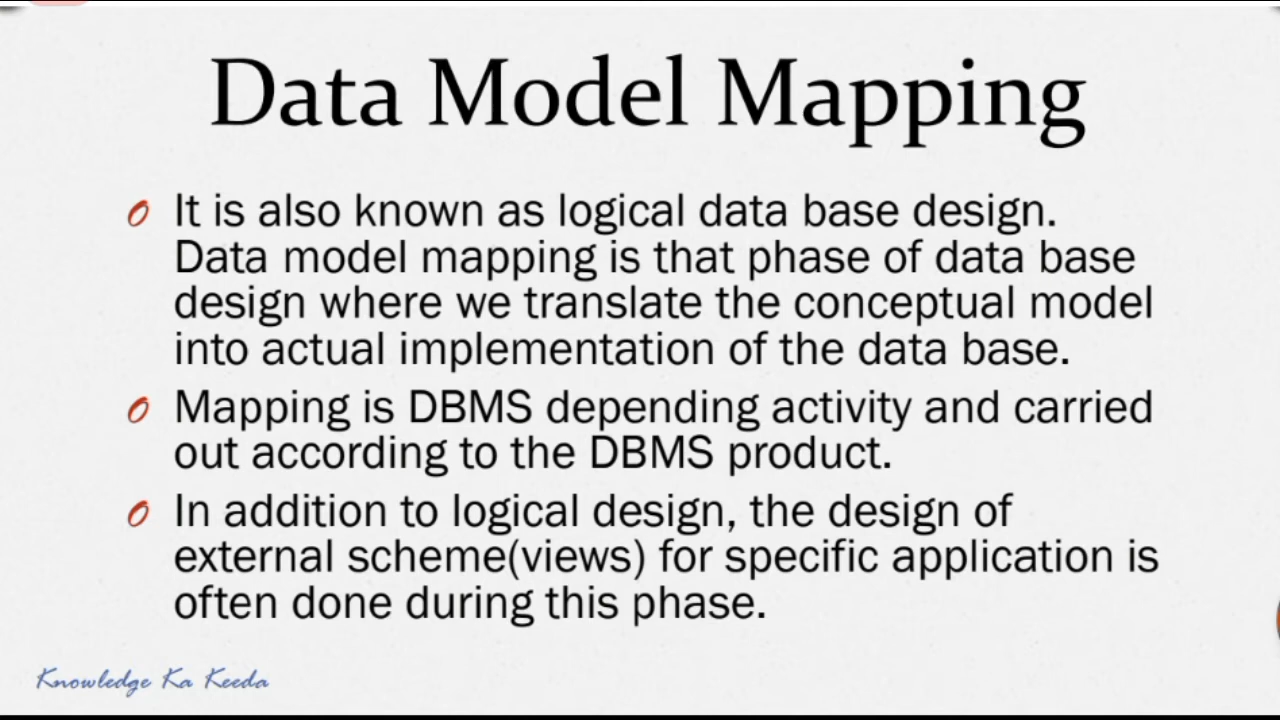 Data Model Mapping
It is also known as logical data base design.
Data model mapping is that phase of data base
design where we translate the conceptual model
into actual implementation of the data base.
Mapping is DBMS depending activity and carried
out according to the DBMS product.
In addition to logical design, the design of
external scheme(views) for specific application is
often done during this phase.
Knowledge Ka Keeda